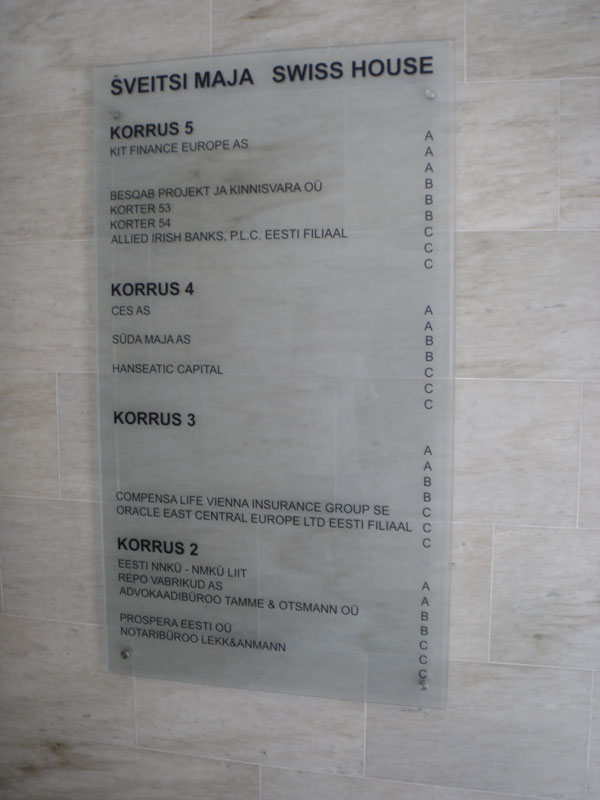 ŠVEITSI MAJA SWISS HOUSE
KORRUS 5
A
KIT FINANCE EUROPE AS A
A
B
BESQAB PROJEKT JA KINNISVARA OÜ B
KORTER 53 B
KORTER 54 C
ALLIED IRISH BANKS, P.L.C. EESTI FILIAAL C
C
KORRUS 4
CES AS A
A
SÜDA MAJA AS B
B
HANSEATIC CAPITAL C
C
C
KORRUS 3
A
A
B
B
COMPENSA LIFE VIENNA INSURANCE GROUP SE C
ORACLE EAST CENTRAL EUROPE LTD EESTI FILIAAL C
C
KORRUS 2
EESTI NNKÜ - NMKÜ LIIT A
REPO VABRIKUD AS A
ADVOKAADIBÜROO TAMME & OTSMANN OÜ B
B
PROSPERA EESTI OÜ C
NOTARIBÜROO LEKK&ANMANN C
C